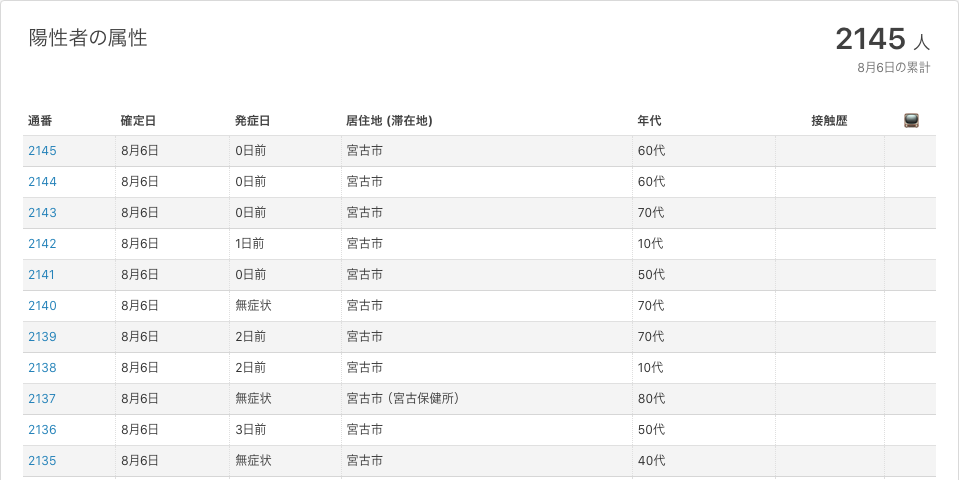 陽性者の属性
2145 人
8月6日の累計
通番 確定日 発症日 居住地 (滞在地) 年代 接触歴
2145 8月6日 0日前 宮古市 60代
2144 8月6日 0日前 宮古市 60代
2143 8月6日 0日前 宮古市 70代
2142 8月6日 1日前 宮古市 10代
2141 8月6日 0日前 宮古市 50代
2140 8月6日 無症状 宮古市 70代
2139 8月6日 2日前 宮古市 70代
2138 8月6日 2日前 宮古市 10代
2137 8月6日 無症状 宮古市（宮古保健所） 80代
2136 8月6日 3日前 宮古市 50代
2135 8月6日 無症状 宮古市 40代